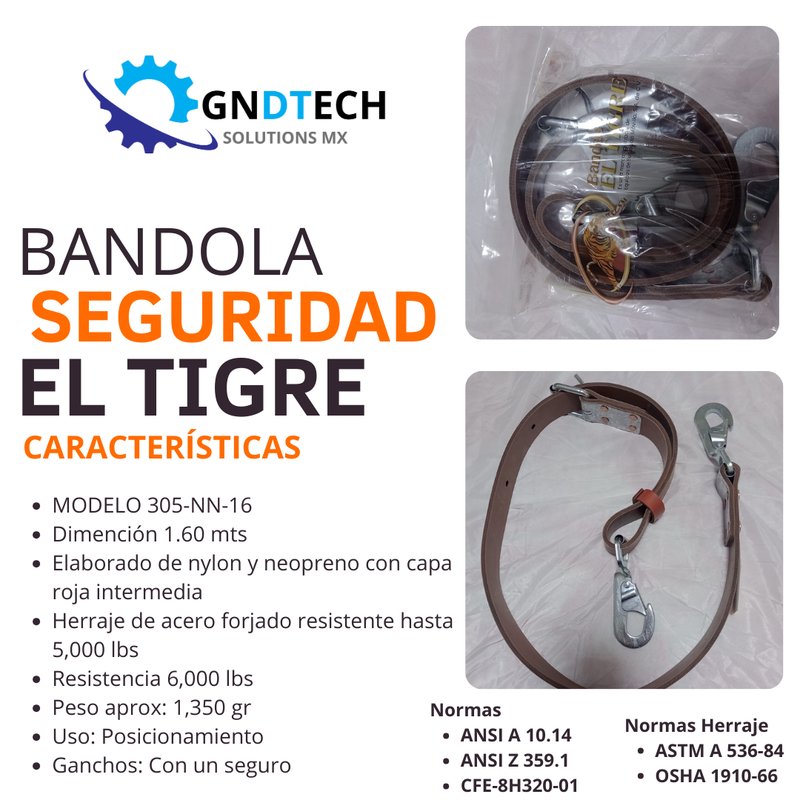 GNDTECH
SOLUTIONS MX
BANDOLA
SEGURIDAD
EL TIGRE
CARACTERÍSTICAS
• MODELO 305-NN-16
• Dimención 1.60 mts
• Elaborado de nylon y neopreno con capa
roja intermedia
• Herraje de acero forjado resistente hasta
5,000 lbs
• Resistencia 6,000 lbs
• Peso aprox: 1,350 gr
• Uso: Posicionamiento
• Ganchos: Con un seguro
Normas
• ANSI A 10.14
• ANSI Z 359.1
• CFE-8H320-01
Normas Herraje
• ASTM A 536-84
• OSHA 1910-66